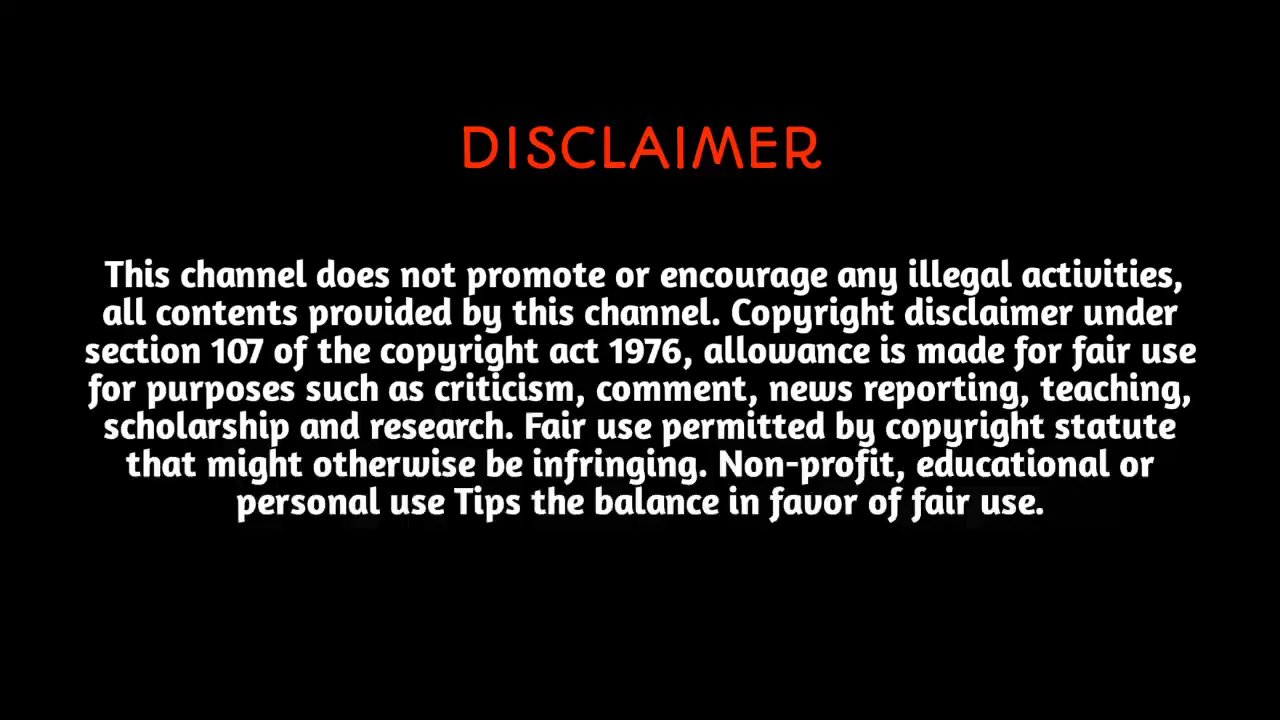 DISCLAIMER
This channel does not promote or encourage any illegal activities,
all contents provided by this channel. Copyright disclaimer under
section 107 of the copyright act 1976, allowance is made for fair use
for purposes such as criticism, comment, news reporting, teaching,
scholarship and research. Fair use permitted by copyright statute
that might otherwise be infringing. Non-profit, educational or
personal use Tips the balance in favor of fair use.